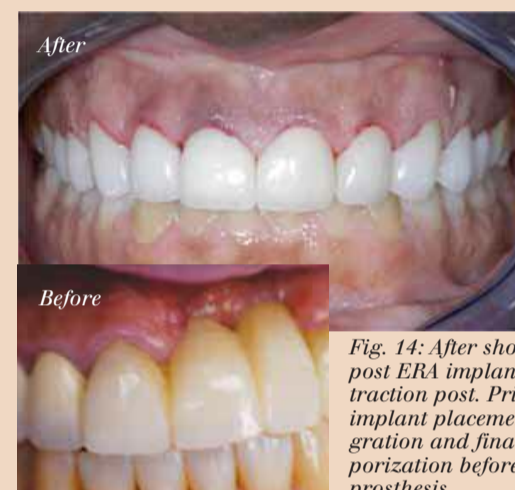 After
Before
Fig. 14: After sho
post ERA implan
traction post. Pri
implant placeme
gration and fina
porization before
prosthesis